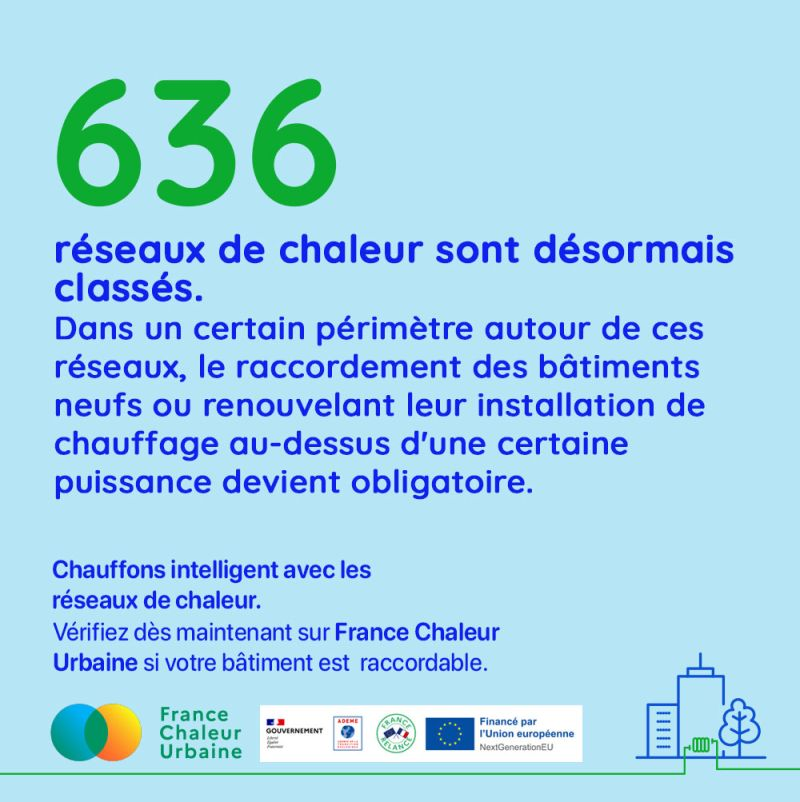 636
réseaux de chaleur sont désormais
classés.
Dans un certain périmètre autour de ces
réseaux, le raccordement des bâtiments
neufs ou renouvelant leur installation de
chauffage au-dessus d'une certaine
puissance devient obligatoire.
Chauffons intelligent avec les
réseaux de chaleur.
Vérifiez dès maintenant sur France Chaleur
Urbaine si votre bâtiment est raccordable.
France
Chaleur
Urbaine
GOUVERNEMENT
Liberté
Égalité
Fraternité
ADEME
FRANCE
RELANCE
Financé par
l'Union européenne
NextGenerationEU